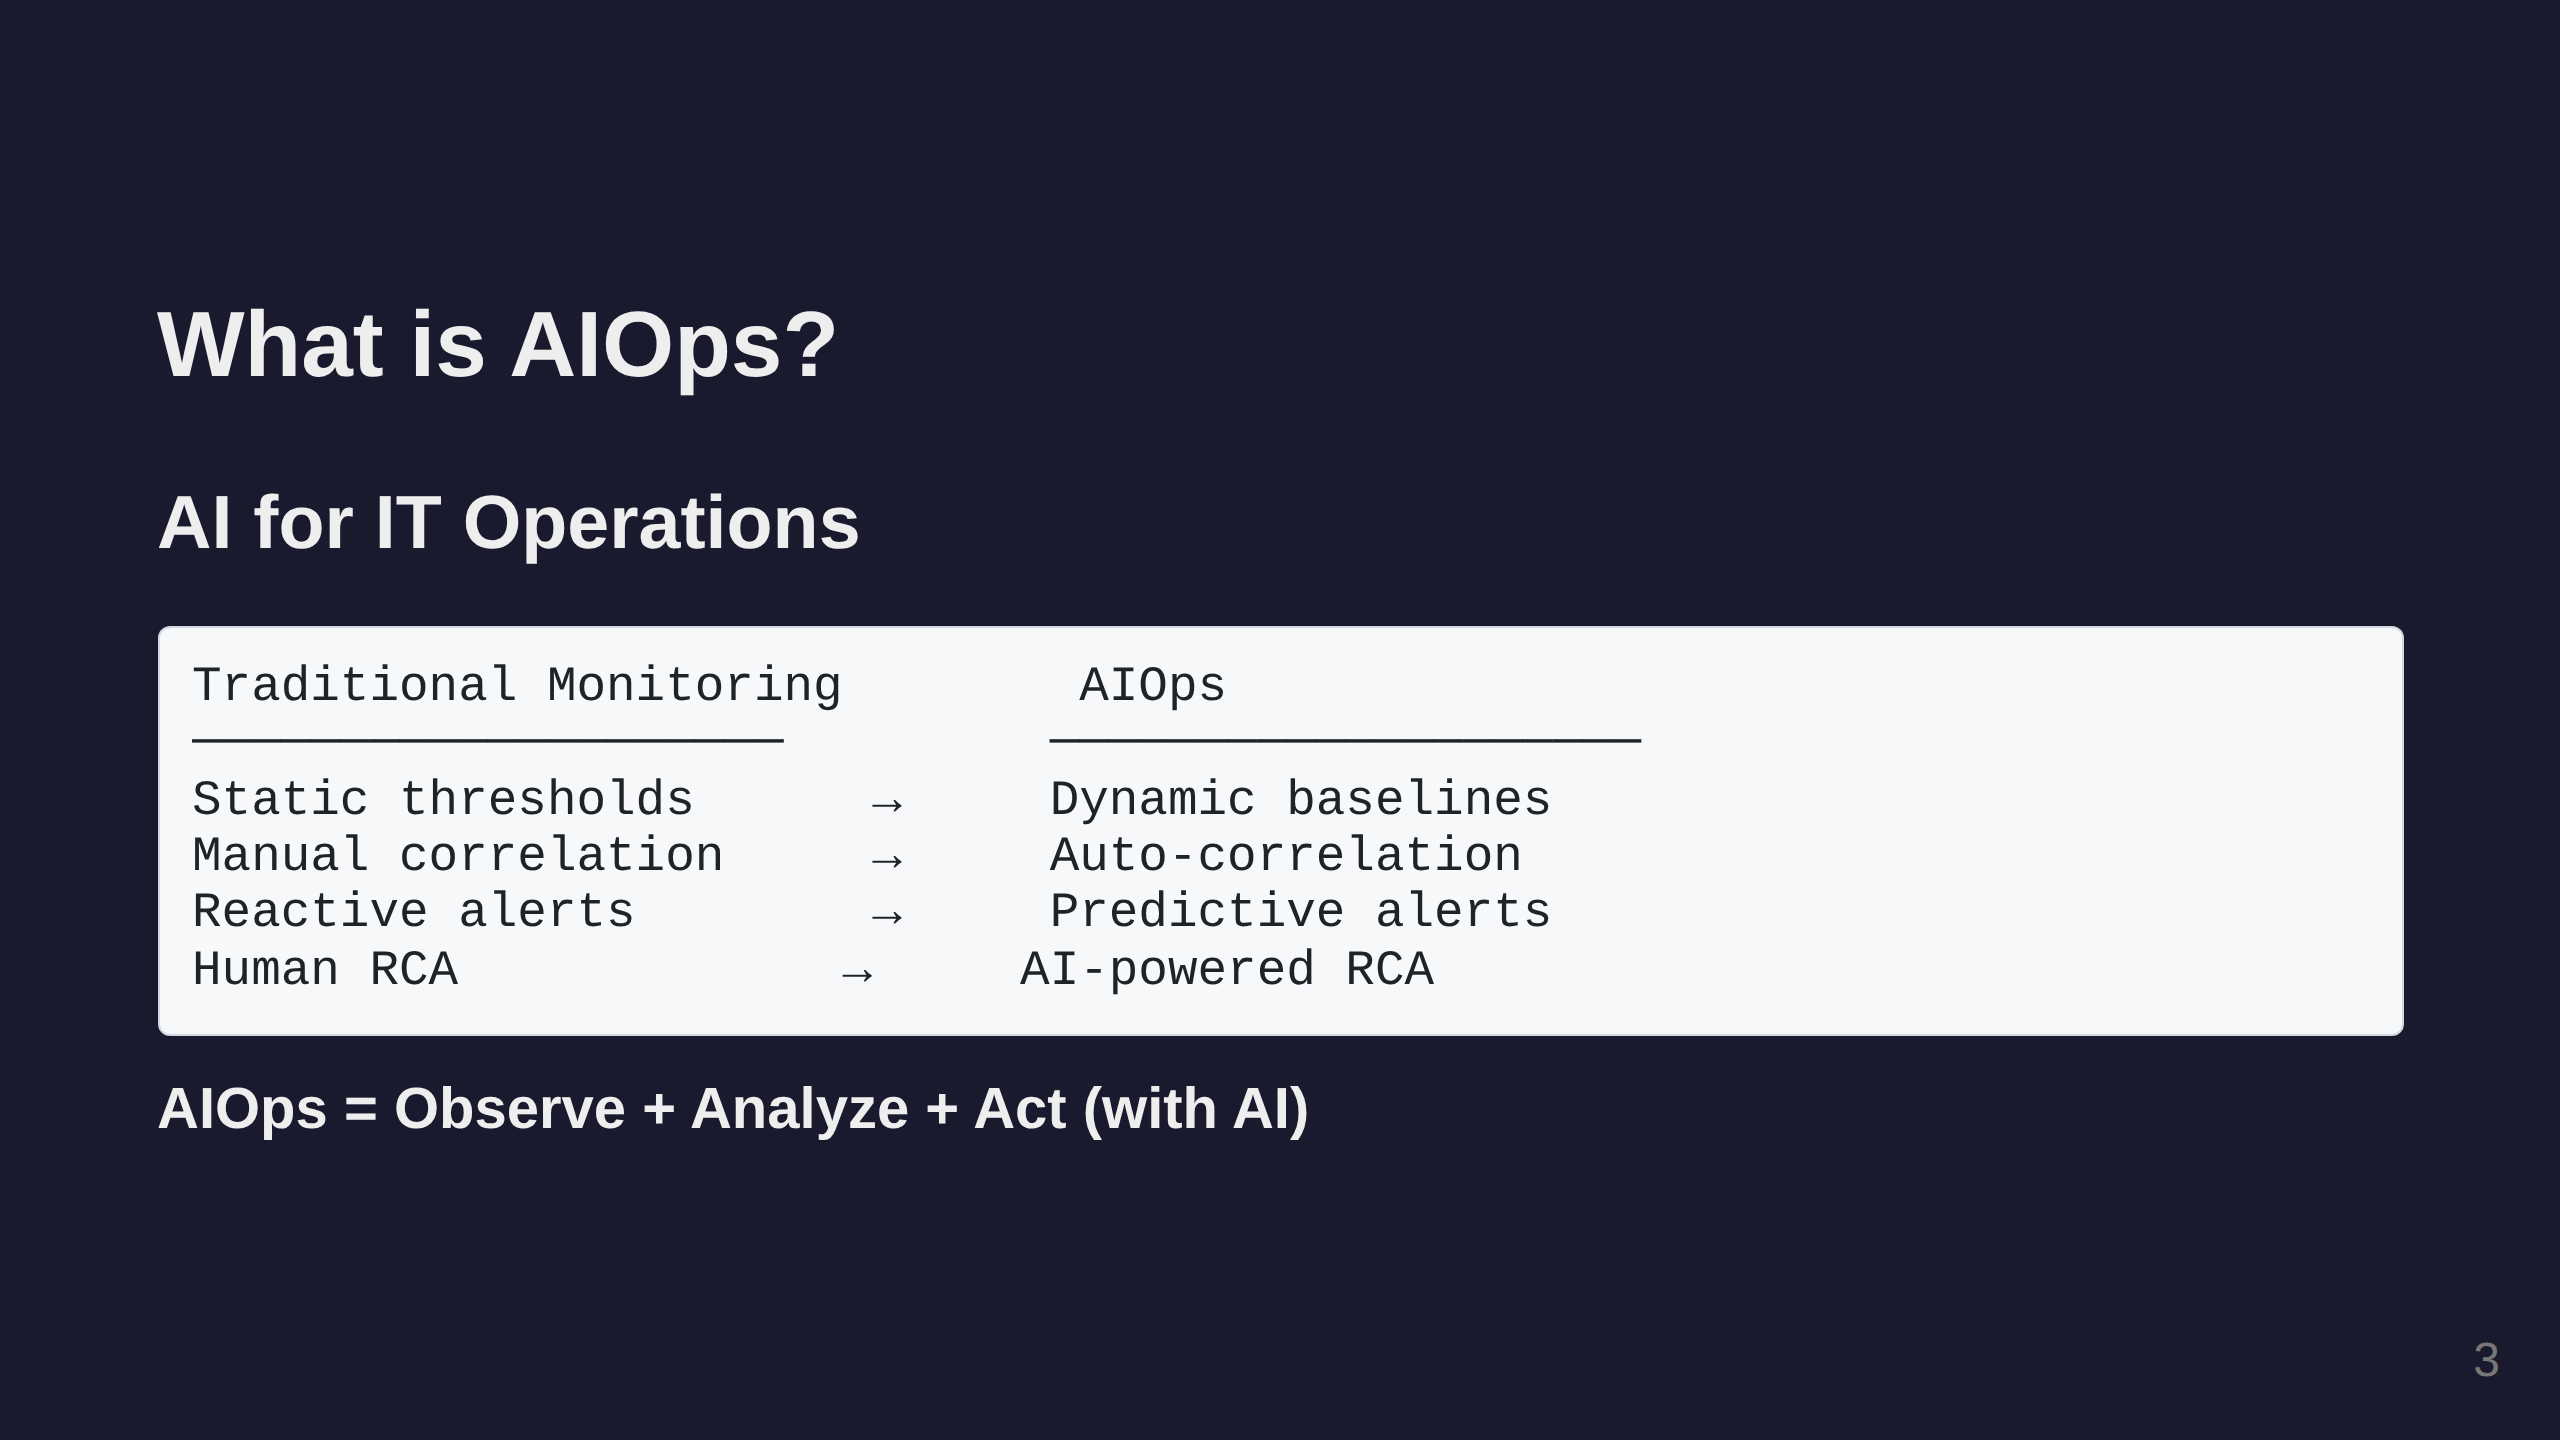 What is AIOps?
AI for IT Operations
Traditional Monitoring        AIOps
────────────────────         ────────────────────
Static thresholds      →     Dynamic baselines
Manual correlation     →     Auto-correlation
Reactive alerts        →     Predictive alerts
Human RCA             →     AI-powered RCA
AIOps = Observe + Analyze + Act (with AI)
3